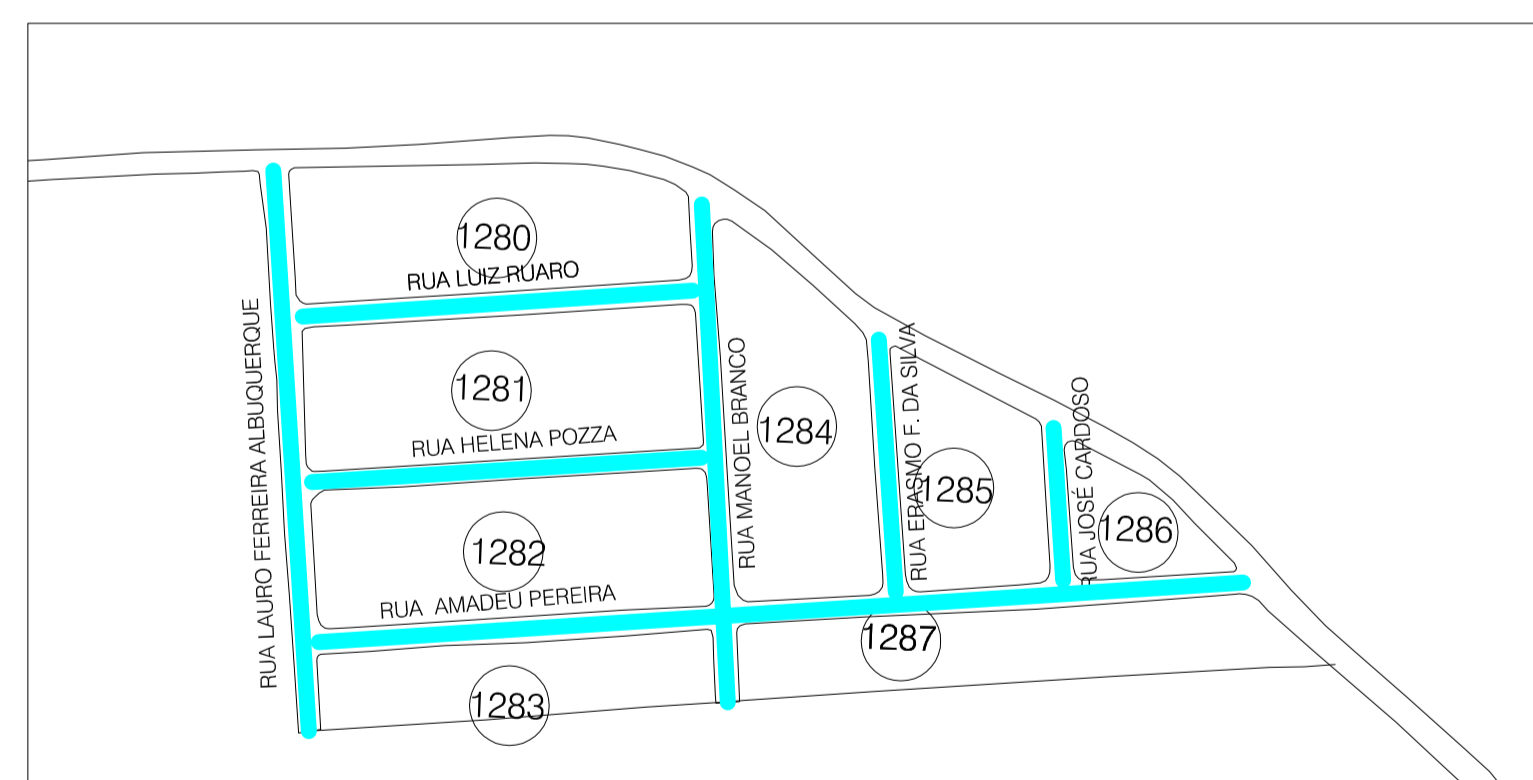 1280
RUA LUIZ RUARO
RUA LAURO FERREIRA ALBUQUERQUE
1281
RUA HELENA POZZA
RUA MANOEL BRANCO
1284
RUA ERASMO F. DA SILVA
1285
RUA JOSÉ CARDOSO
1286
1282
RUA AMADEU PEREIRA
1287
1283